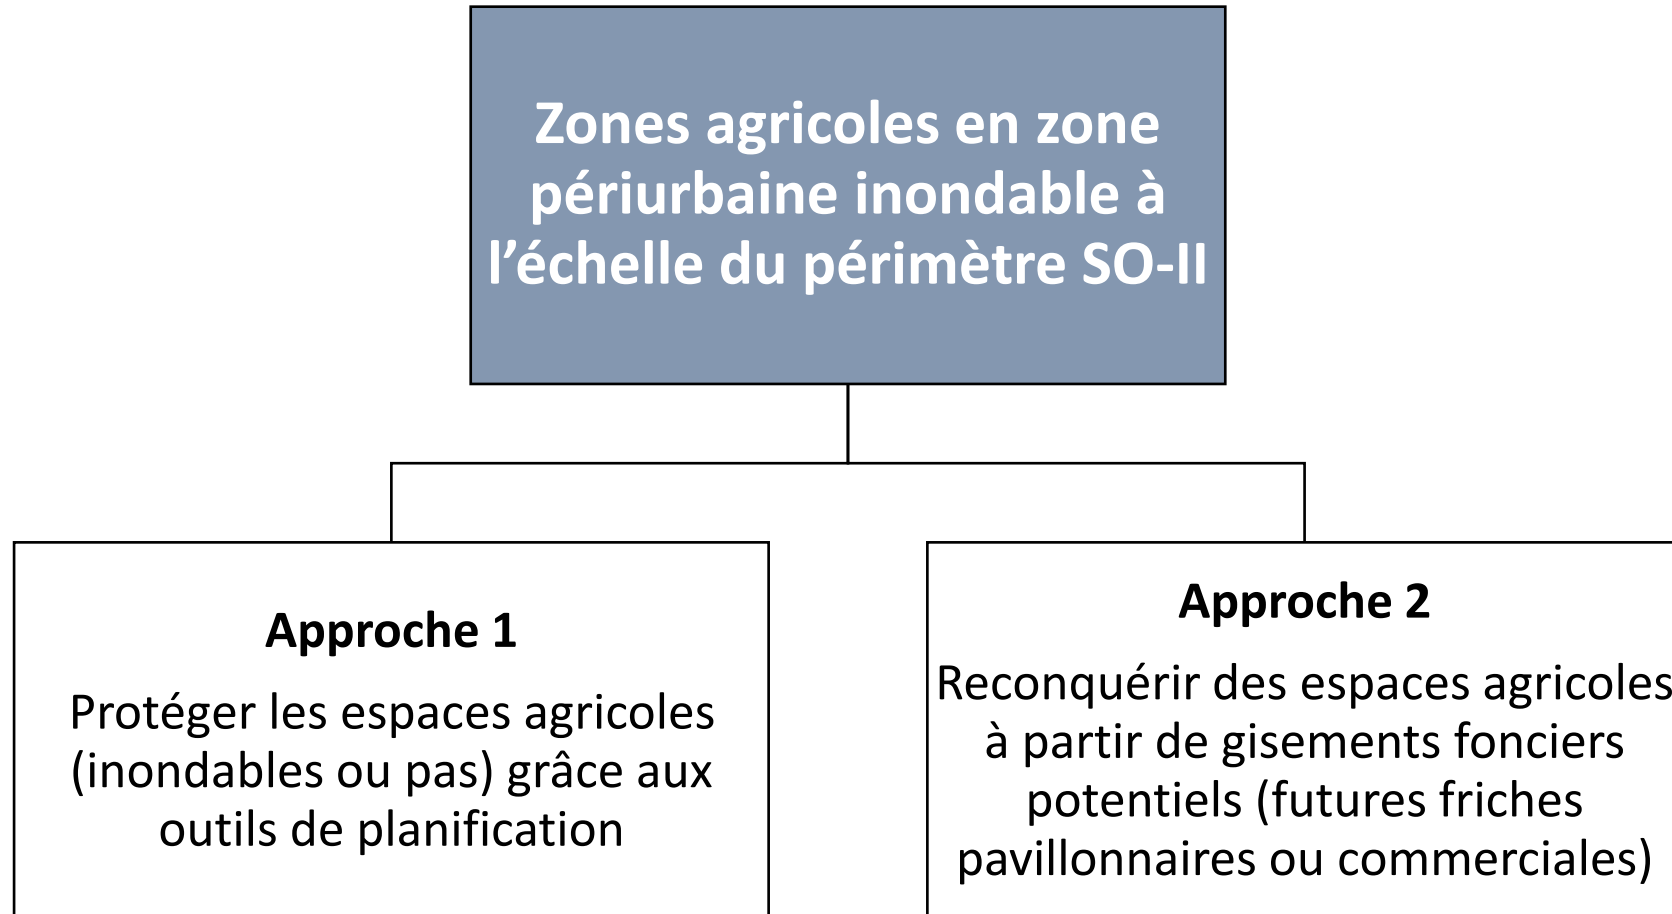 Zones agricoles en zone
périurbaine inondable à
l’échelle du périmètre SO-II
Approche 1
Protéger les espaces agricoles
(inondables ou pas) grâce aux
outils de planification
Approche 2
Reconquérir des espaces agricoles
à partir de gisements fonciers
potentiels (futures friches
pavillonnaires ou commerciales)